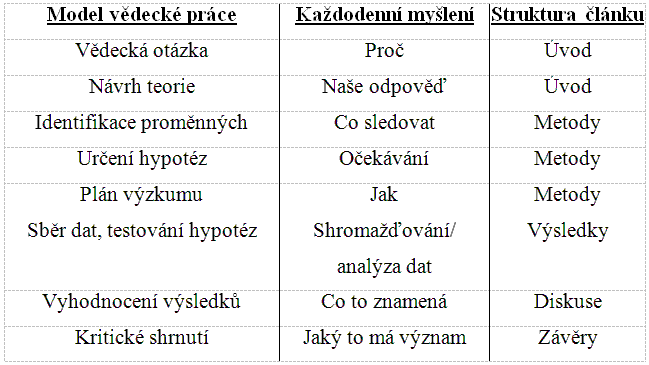 Model vědecké práce Každodenní myšlení Struktura článku
Vědecká otázka Proč Úvod
Návrh teorie Naše odpověď Úvod
Identifikace proměnných Co sledovat Metody
Určení hypotéz Očekávání Metody
Plán výzkumu Jak Metody
Sběr dat, testování hypotéz Shromažďování/ Výsledky
analýza dat
Vyhodnocení výsledků Co to znamená Diskuse
Kritické shrnutí Jaký to má význam Závěry